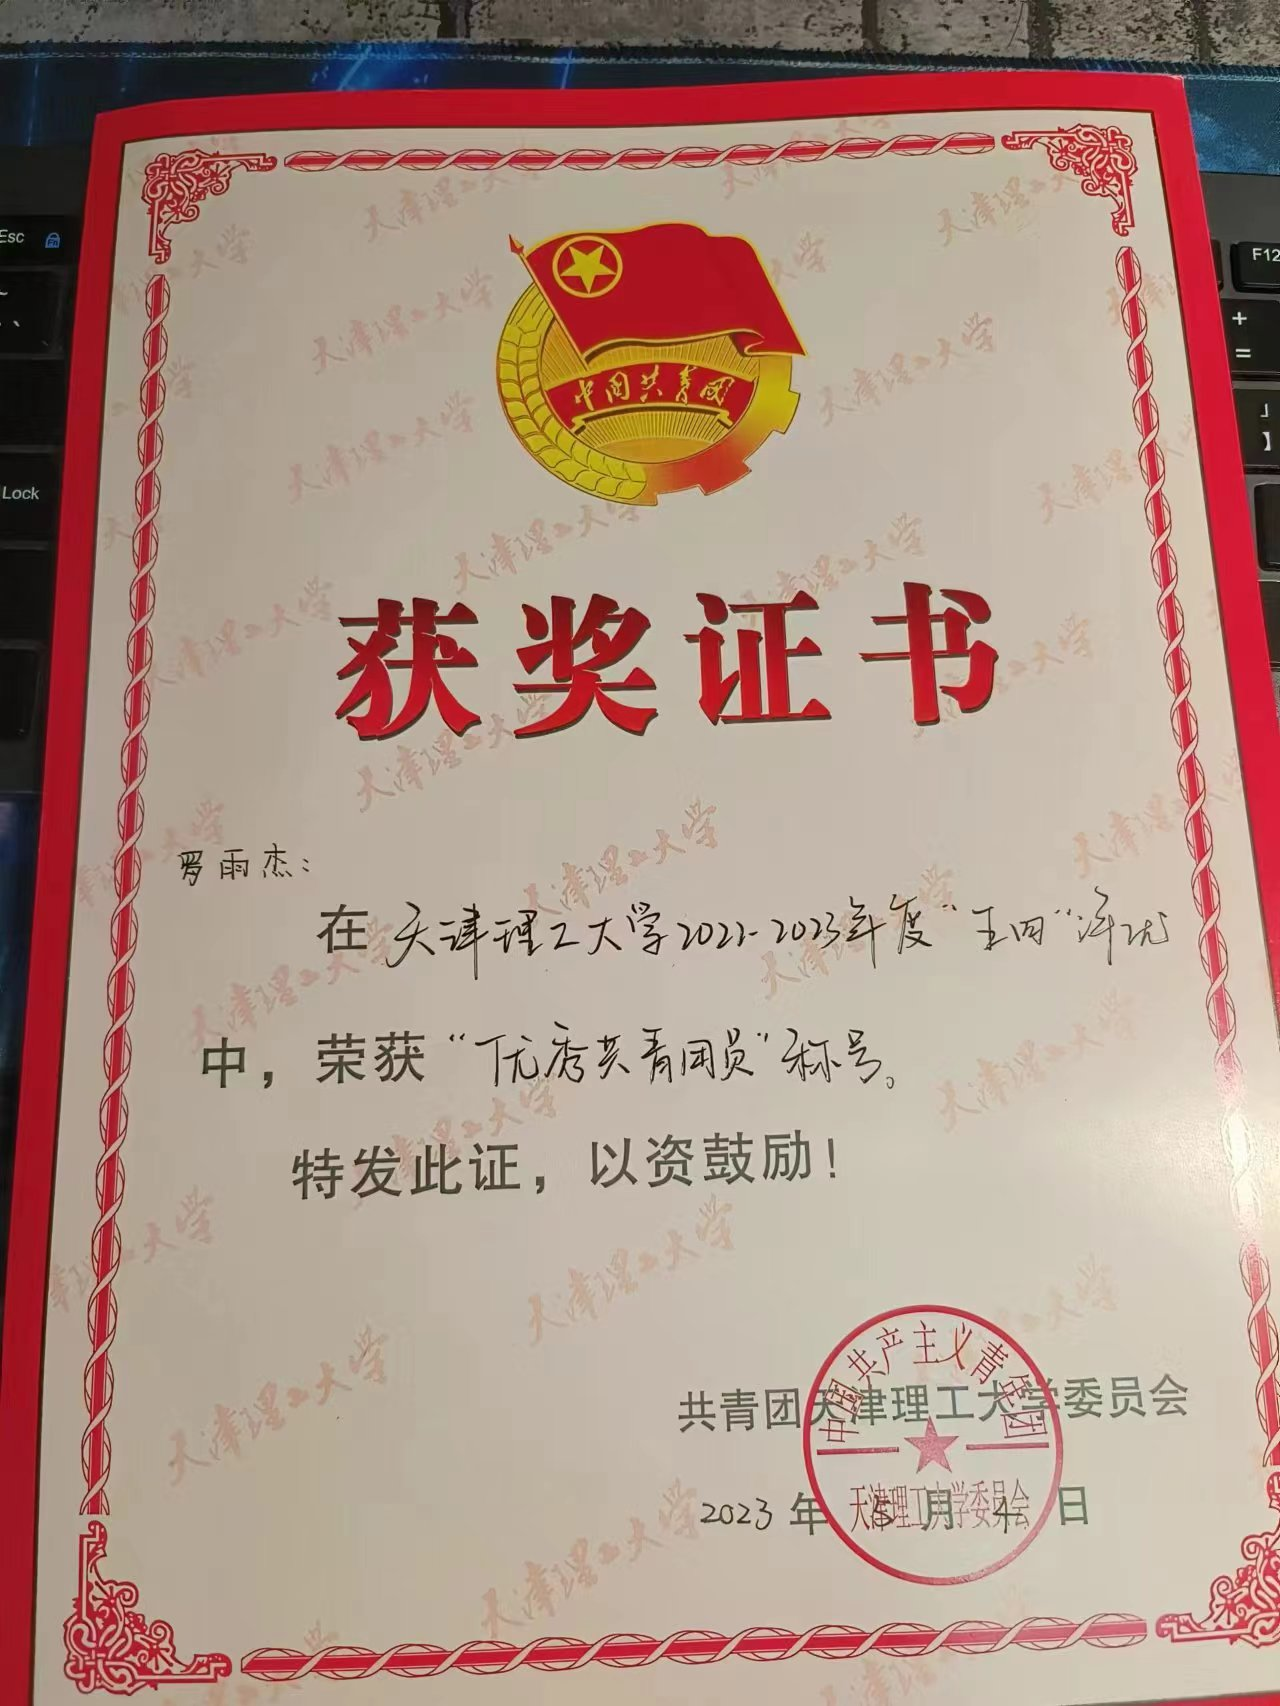 中国共青团
获奖证书
罗雨杰：
在天津理工大学2022-2023年度“五四”评优
中，荣获“优秀共青团员”称号。
特发此证，以资鼓励！
共青团天津理工大学委员会
2023年5月4日
中国共产主义青年团
天津理工大学委员会
天津理工大学
Esc
Fn
F12
Lock